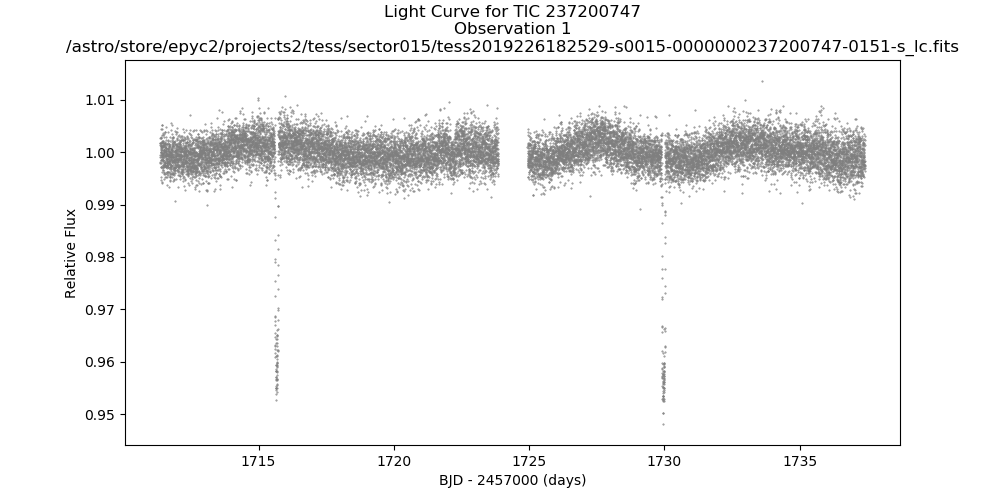 Light Curve for TIC 237200747
Observation 1
/astro/store/epyc2/projects2/tess/sector015/tess2019226182529-s0015-0000000237200747-0151-s_lc.fits
1.01
1.00
0.99
0.98
0.97
0.96
0.95
Relative Flux
1715
1720
1725
1730
1735
BJD - 2457000 (days)